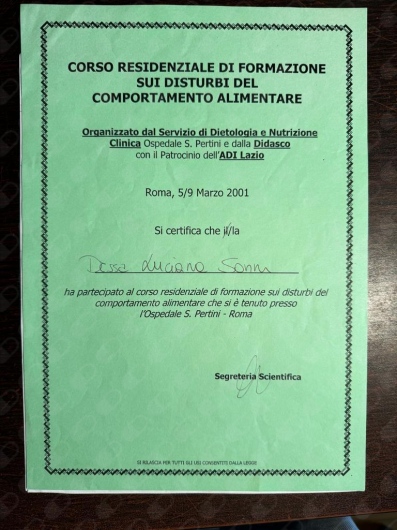 CORSO RESIDENZIALE DI FORMAZIONE
SUI DISTURBI DEL
COMPORTAMENTO ALIMENTARE
Organizzato dal Servizio di Dietologia e Nutrizione
Clinica Ospedale S. Pertini e dalla Didasco
con il Patrocinio dell'ADI Lazio
Roma, 5/9 Marzo 2001
Si certifica che il/la
Luciana
ha partecipato al corso residenziale di formazione sui disturbi del
comportamento alimentare che si è tenuto presso
l'Ospedale S. Pertini - Roma
Segreteria Scientifica
SI RILASCIA PER TUTTI GLI USI CONSENTITI DALLA LEGGE